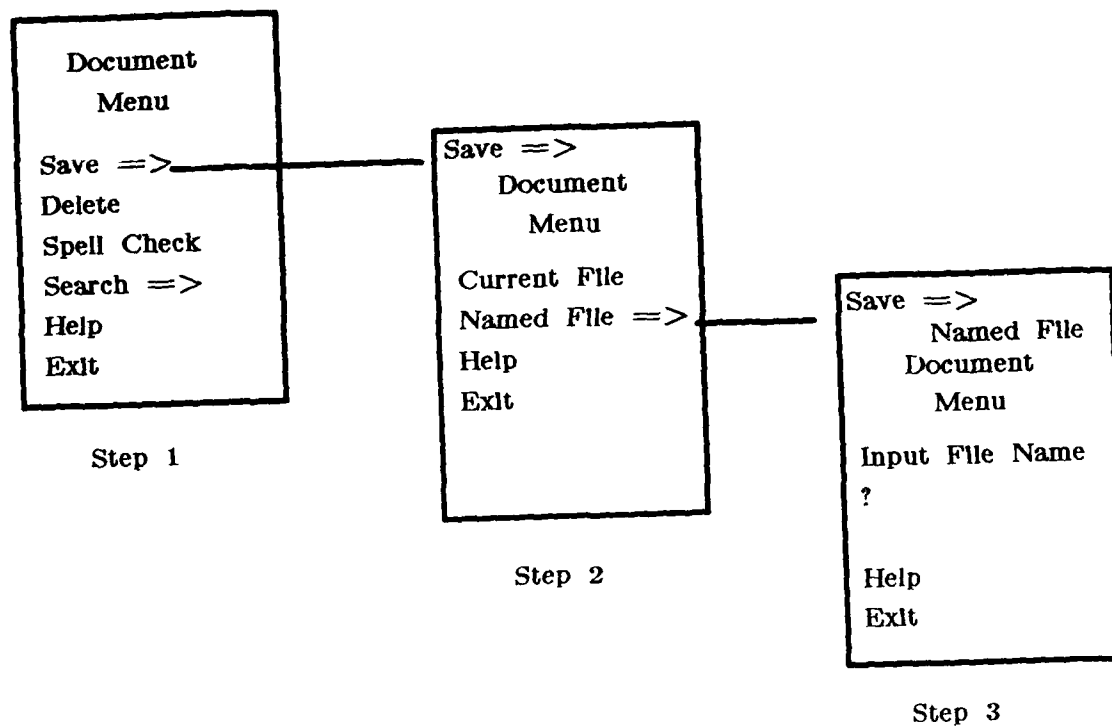 Document
Menu
Save =>
Delete
Spell Check
Search =>
Help
Exit
Step 1
Save =>
Document
Menu
Current File
Named File =>
Help
Exit
Step 2
Save =>
Named File
Document
Menu
Input File Name
?
Help
Exit
Step 3